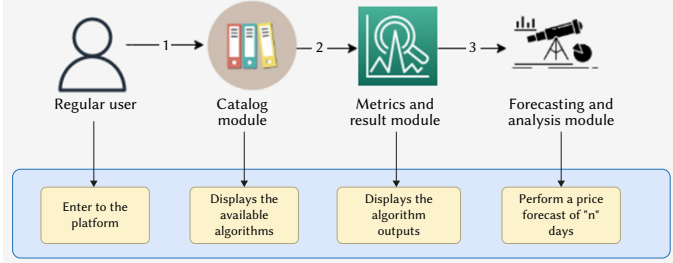 1
2
3
Regular user
Catalog
module
Metrics and
result module
Forecasting and
analysis module
Enter to the
platform
Displays the
available
algorithms
Displays the
algorithm
outputs
Perform a price
forecast of "n"
days